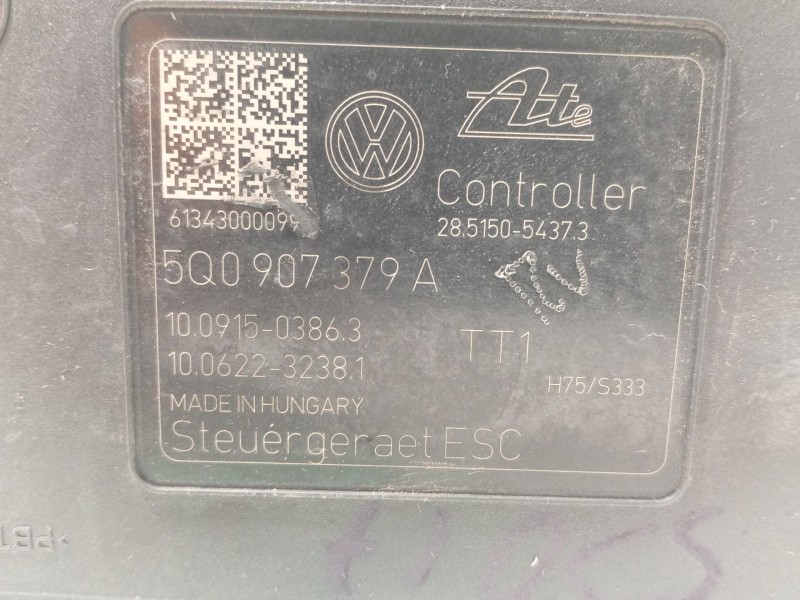 Ate
Controller
28.5150-5437.3
61343000099
5Q0 907 379 A
10.0915-0386.3
10.0622-3238.1
TT1
H75/S333
MADE IN HUNGARY
Steuergeraet ESC